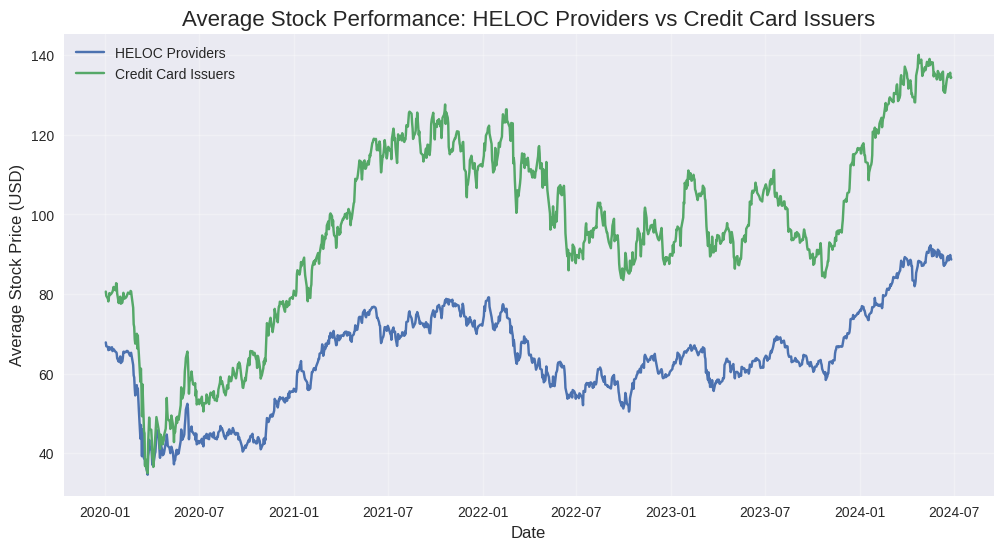 Average Stock Performance: HELOC Providers vs Credit Card Issuers
HELOC Providers
Credit Card Issuers
Average Stock Price (USD)
140
120
100
80
60
40
2020-01 2020-07 2021-01 2021-07 2022-01 2022-07 2023-01 2023-07 2024-01 2024-07
Date